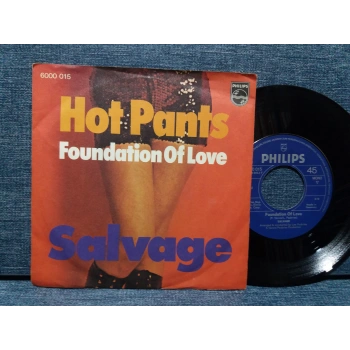 6000 015
PHILIPS
Hot Pants
Foundation Of Love
Salvage
PHILIPS
45
Foundation Of Love